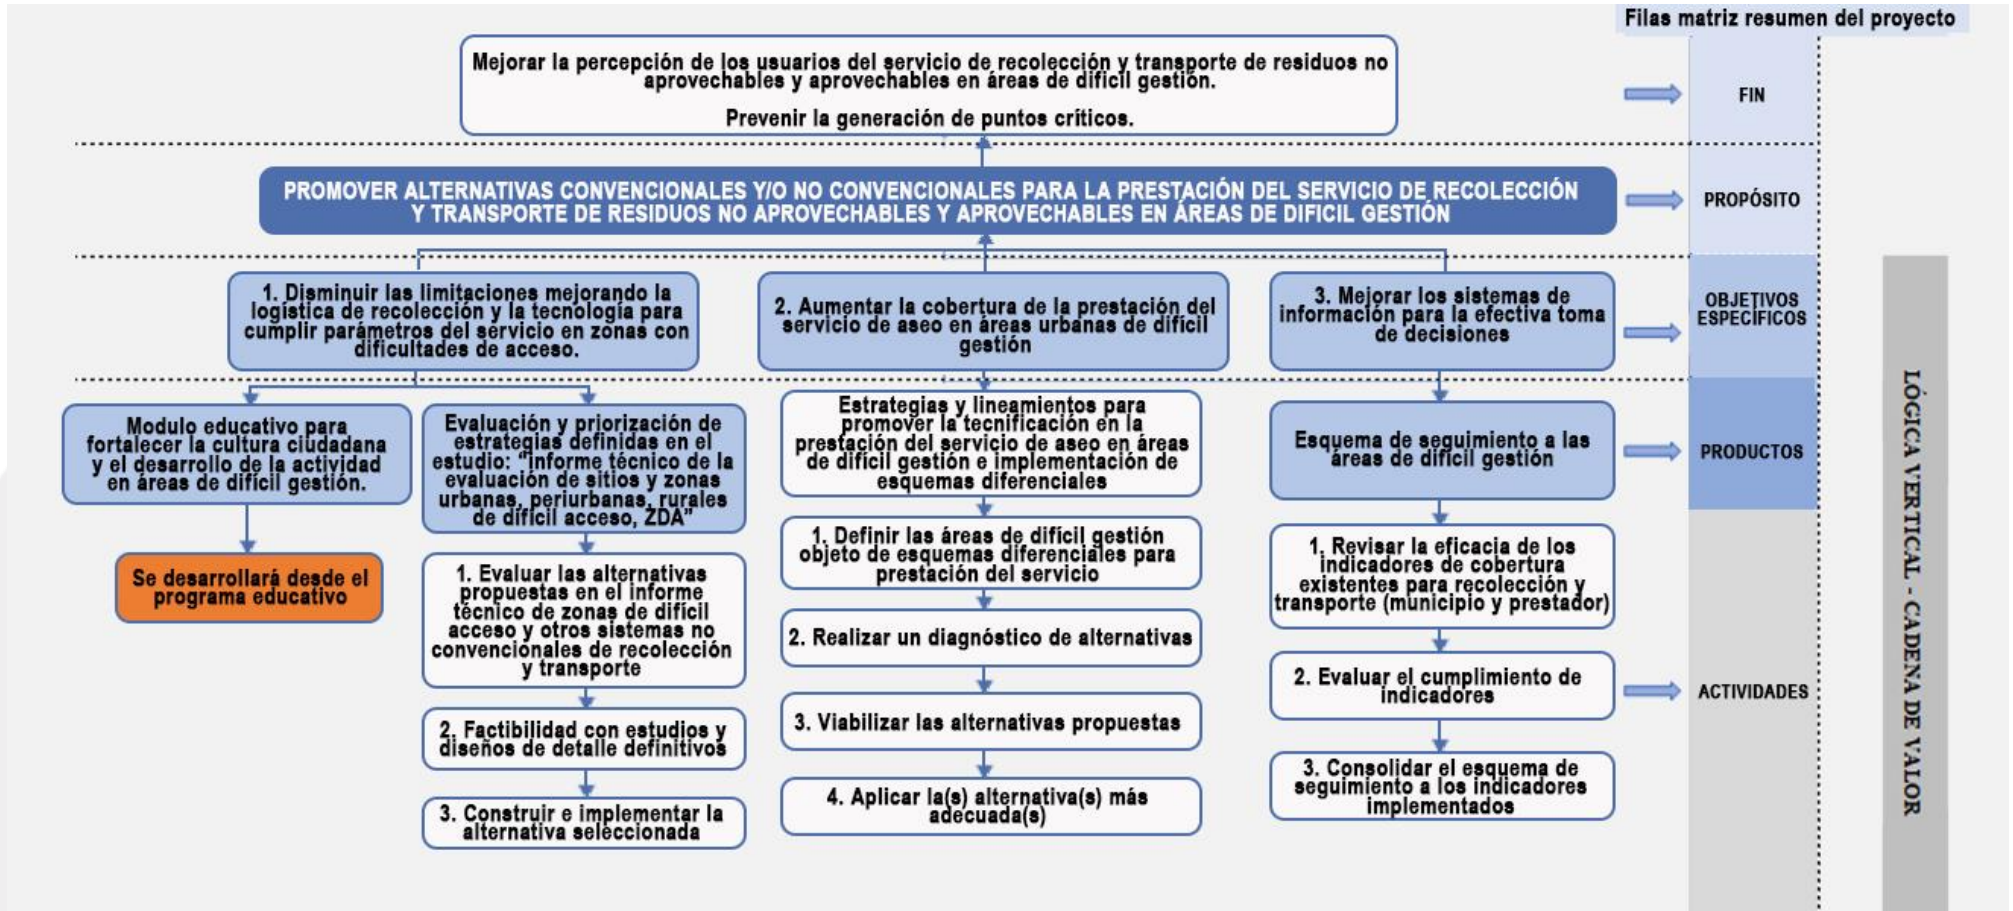 Filas matriz resumen del proyecto
Mejorar la percepción de los usuarios del servicio de recolección y transporte de residuos no
aprovechables y aprovechables en áreas de difícil gestión.
Prevenir la generación de puntos críticos.
FIN
PROMOVER ALTERNATIVAS CONVENCIONALES Y/O NO CONVENCIONALES PARA LA PRESTACIÓN DEL SERVICIO DE RECOLECCIÓN
Y TRANSPORTE DE RESIDUOS NO APROVECHABLES Y APROVECHABLES EN ÁREAS DE DIFICIL GESTIÓN
PROPÓSITO
1. Disminuir las limitaciones mejorando la
logística de recolección y la tecnología para
cumplir parámetros del servicio en zonas con
dificultades de acceso.
2. Aumentar la cobertura de la prestación del
servicio de aseo en áreas urbanas de difícil
gestión
3. Mejorar los sistemas de
información para la efectiva toma
de decisiones
OBJETIVOS
ESPECÍFICOS
Modulo educativo para
fortalecer la cultura ciudadana
y el desarrollo de la actividad
en áreas de difícil gestión.
Evaluación y priorización de
estrategias definidas en el
estudio: "informe técnico de la
evaluación de sitios y zonas
urbanas, periurbanas, rurales
de difícil acceso, ZDA"
Estrategias y lineamientos para
promover la tecnificación en la
prestación del servicio de aseo en áreas
de difícil gestión e implementación de
esquemas diferenciales
Esquema de seguimiento a las
áreas de difícil gestión
PRODUCTOS
Se desarrollará desde el
programa educativo
1. Evaluar las alternativas
propuestas en el informe
técnico de zonas de difícil
acceso y otros sistemas no
convencionales de recolección
y transporte
2. Factibilidad con estudios y
diseños de detalle definitivos
3. Construir e implementar la
alternativa seleccionada
1. Definir las áreas de difícil gestión
objeto de esquemas diferenciales para
prestación del servicio
2. Realizar un diagnóstico de alternativas
3. Viabilizar las alternativas propuestas
4. Aplicar la(s) alternativa(s) más
adecuada(s)
1. Revisar la eficacia de los
indicadores de cobertura
existentes para recolección y
transporte (municipio y prestador)
2. Evaluar el cumplimiento de
indicadores
3. Consolidar el esquema de
seguimiento a los indicadores
implementados
ACTIVIDADES
LÓGICA VERTICAL - CADENA DE VALOR